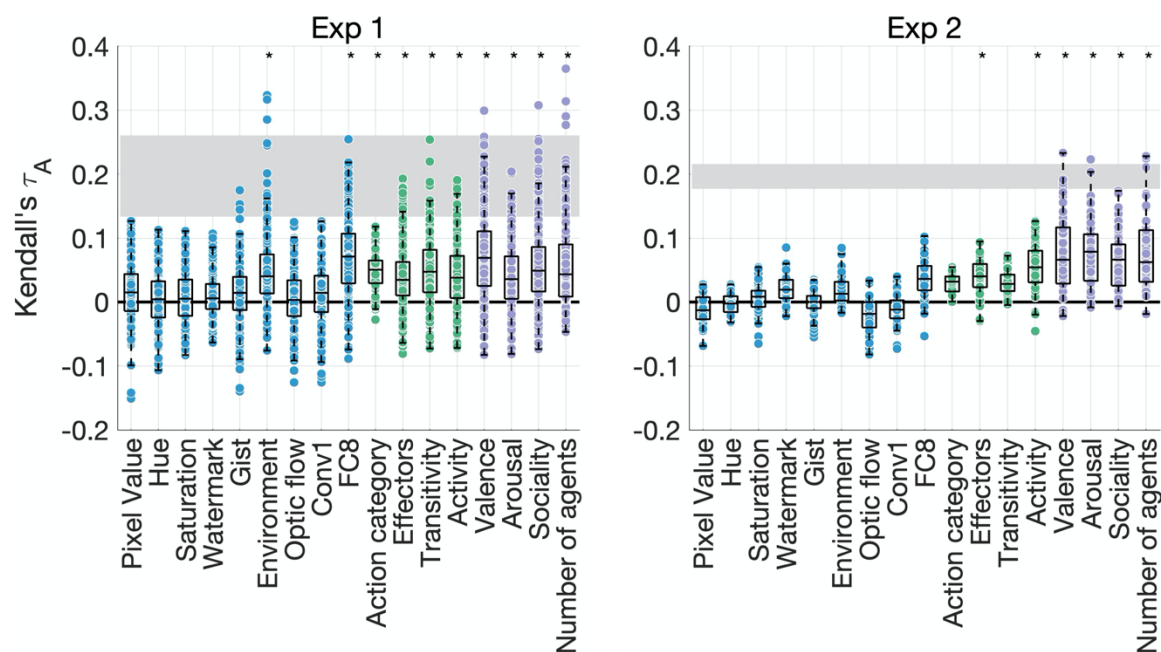 Exp 1
Exp 2
Kendall's τA
0.4
0.3
0.2
0.1
0
-0.1
-0.2
* * * * * * * * * *
Pixel Value
Hue
Saturation
Watermark
Gist
Environment
Optic flow
Conv1
FC8
Action category
Effectors
Transitivity
Activity
Valence
Arousal
Sociality
Number of agents
0.4
0.3
0.2
0.1
0
-0.1
-0.2
* * * * * *
Pixel Value
Hue
Saturation
Watermark
Gist
Environment
Optic flow
Conv1
FC8
Action category
Effectors
Transitivity
Activity
Valence
Arousal
Sociality
Number of agents